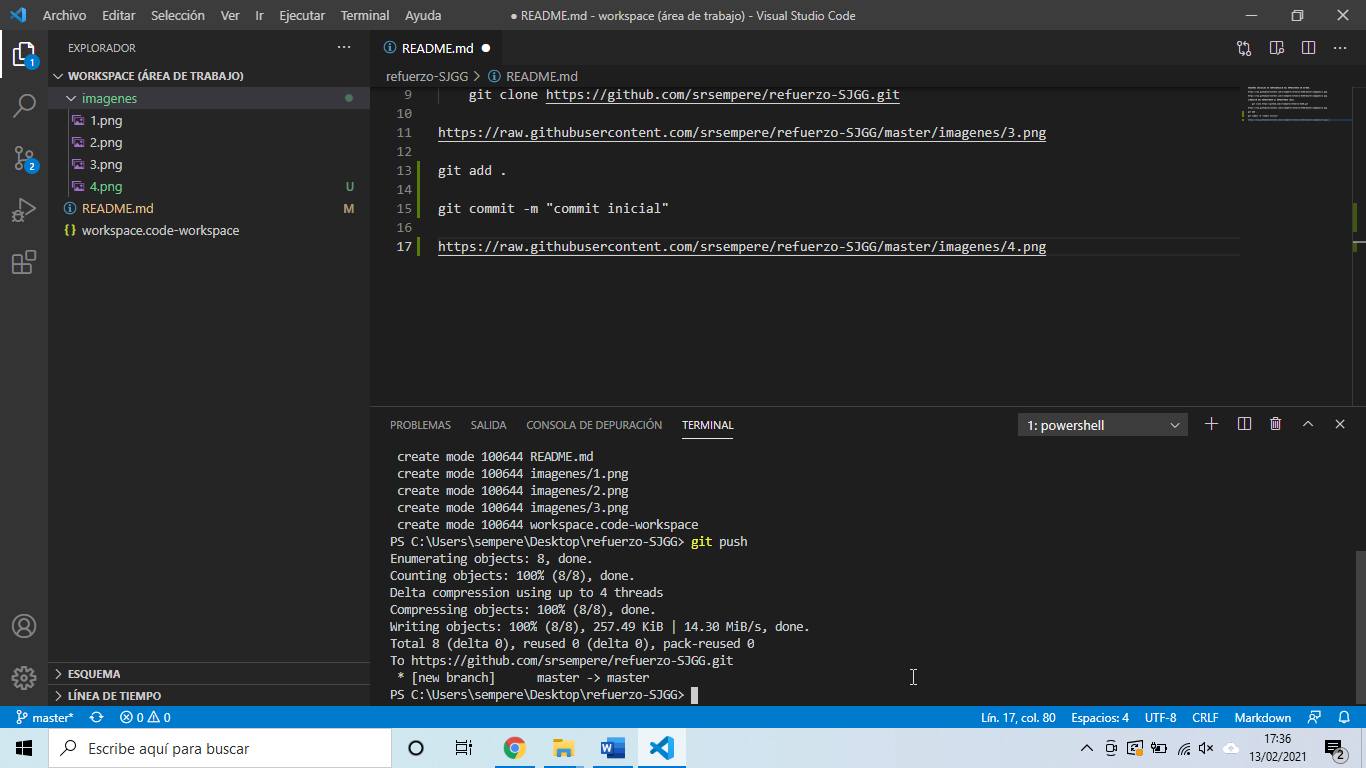 Archivo Editar Selección Ver Ir Ejecutar Terminal Ayuda ● README.md - workspace (área de trabajo) - Visual Studio Code
EXPLORADOR ···
WORKSPACE (ÁREA DE TRABAJO)
imagenes
1.png
2.png
3.png
4.png U
README.md M
{} workspace.code-workspace
ESQUEMA
LÍNEA DE TIEMPO
1
2
README.md ●
refuerzo-SJGG > README.md
9 git clone https://github.com/srsempere/refuerzo-SJGG.git
10
11 https://raw.githubusercontent.com/srsempere/refuerzo-SJGG/master/imagenes/3.png
12
13 git add .
14
15 git commit -m "commit inicial"
16
17 https://raw.githubusercontent.com/srsempere/refuerzo-SJGG/master/imagenes/4.png
PROBLEMAS SALIDA CONSOLA DE DEPURACIÓN TERMINAL 1: powershell
create mode 100644 README.md
create mode 100644 imagenes/1.png
create mode 100644 imagenes/2.png
create mode 100644 imagenes/3.png
create mode 100644 workspace.code-workspace
PS C:\Users\sempere\Desktop\refuerzo-SJGG> git push
Enumerating objects: 8, done.
Counting objects: 100% (8/8), done.
Delta compression using up to 4 threads
Compressing objects: 100% (8/8), done.
Writing objects: 100% (8/8), 257.49 KiB | 14.30 MiB/s, done.
Total 8 (delta 0), reused 0 (delta 0), pack-reused 0
To https://github.com/srsempere/refuerzo-SJGG.git
* [new branch] master -> master
PS C:\Users\sempere\Desktop\refuerzo-SJGG>
master* 0 0 Lín. 17, col. 80 Espacios: 4 UTF-8 CRLF Markdown
Escribe aquí para buscar
17:36
13/02/2021
2